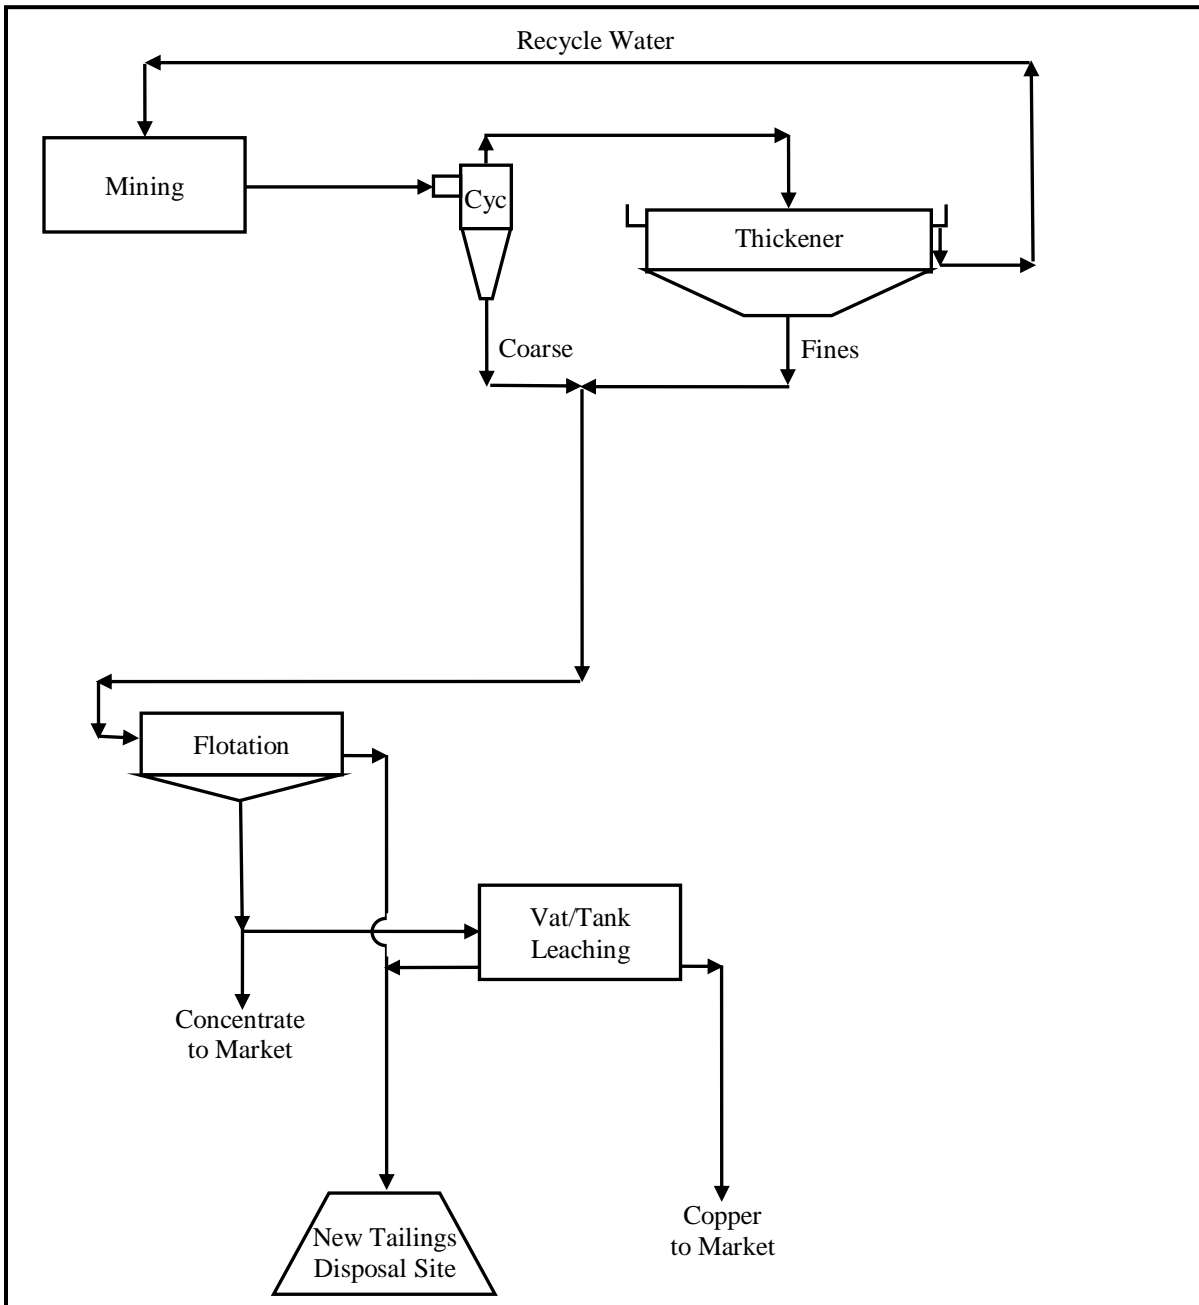 Recycle Water
Mining
Cyc
Thickener
Coarse
Fines
Flotation
Vat/Tank
Leaching
Concentrate
to Market
New Tailings
Disposal Site
Copper
to Market